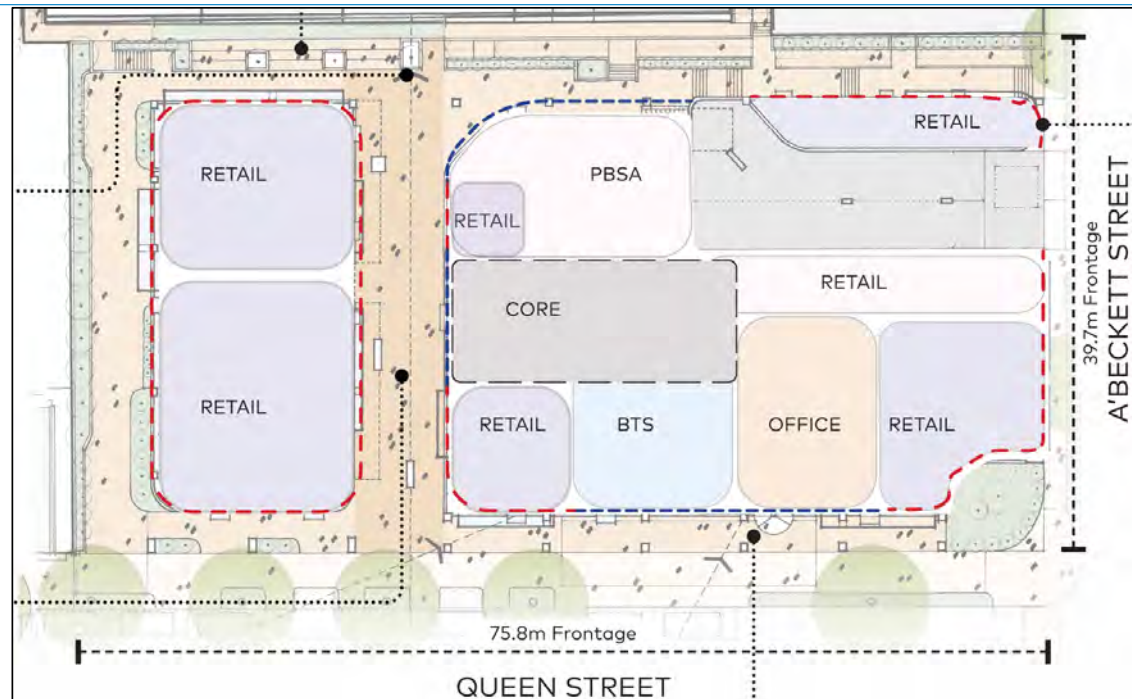 RETAIL
RETAIL
PBSA
RETAIL
RETAIL
CORE
RETAIL
RETAIL
BTS
OFFICE
RETAIL
39.7m Frontage
A'BECKETT STREET
75.8m Frontage
QUEEN STREET